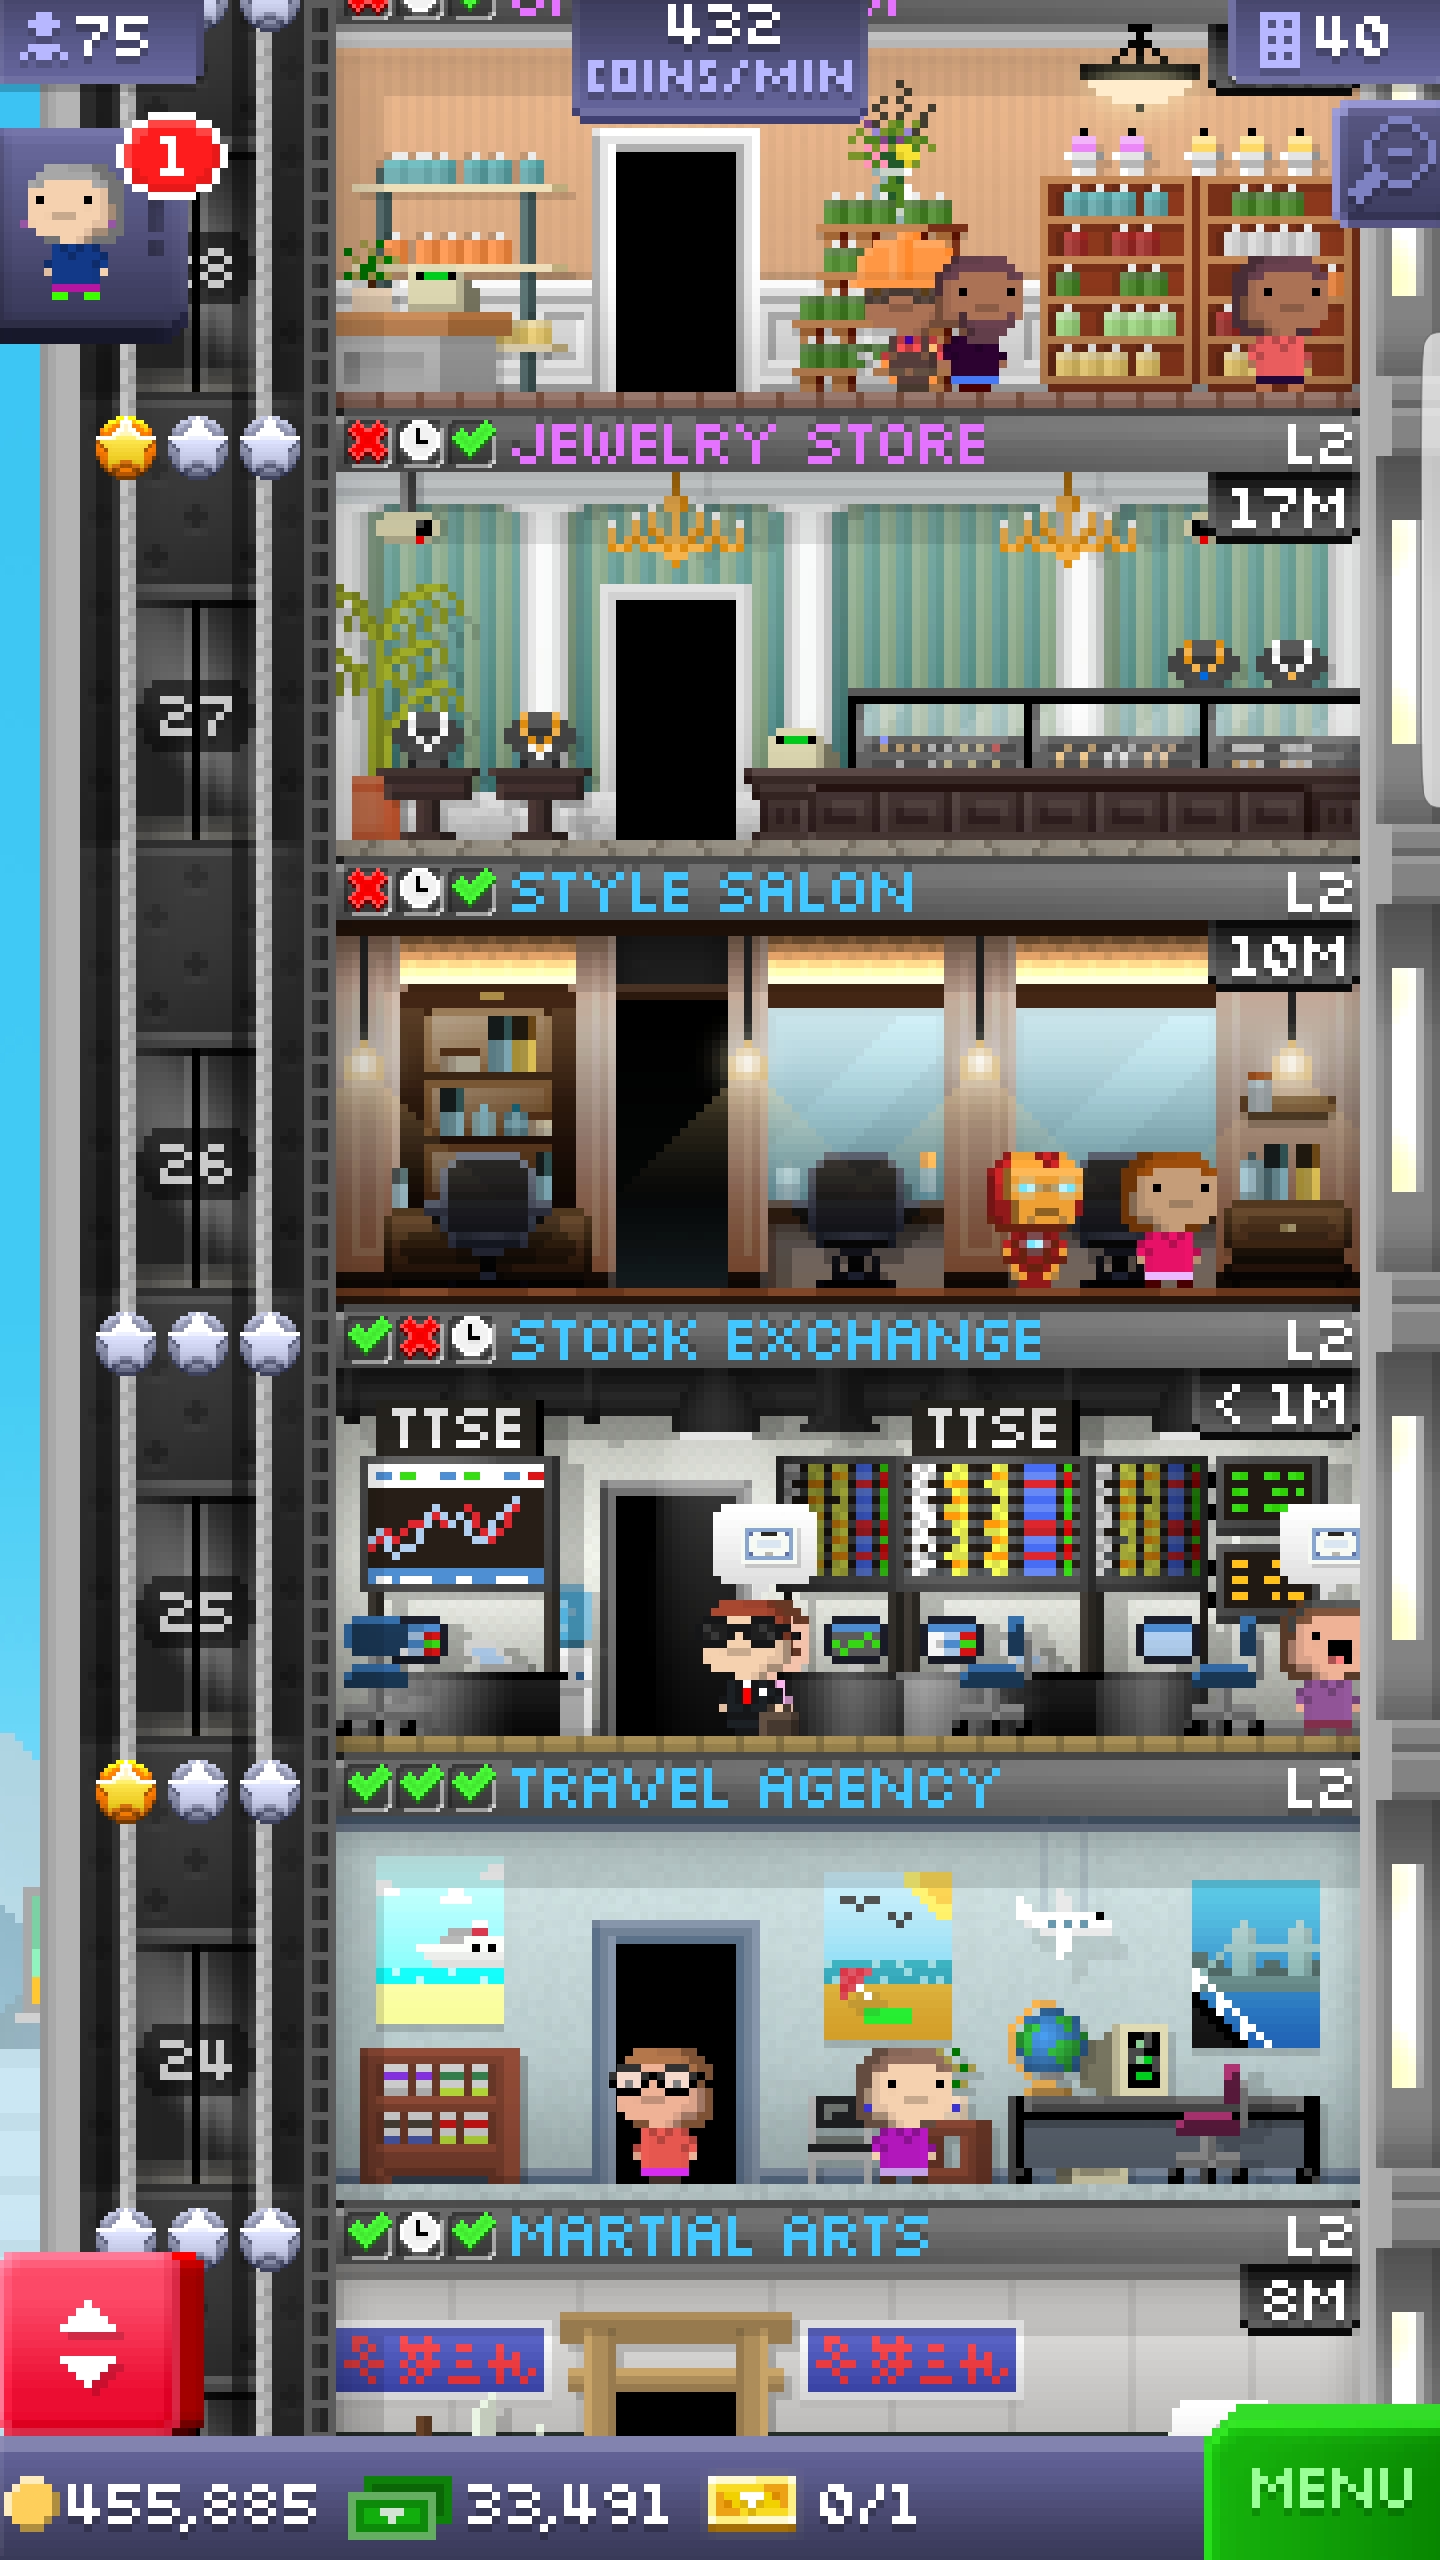 75
432
COINS/MIN
40
1
8
JEWELRY STORE L2
17M
27
STYLE SALON L2
10M
26
STOCK EXCHANGE L2
< 1M
TTSE TTSE
25
TRAVEL AGENCY L2
24
MARTIAL ARTS L2
8M
455,885 33,491 0/1
MENU